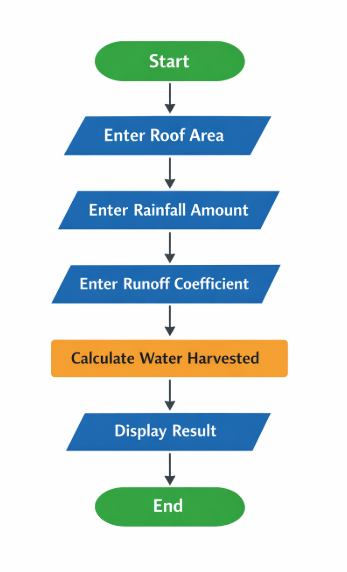 Start
Enter Roof Area
Enter Rainfall Amount
Enter Runoff Coefficient
Calculate Water Harvested
Display Result
End